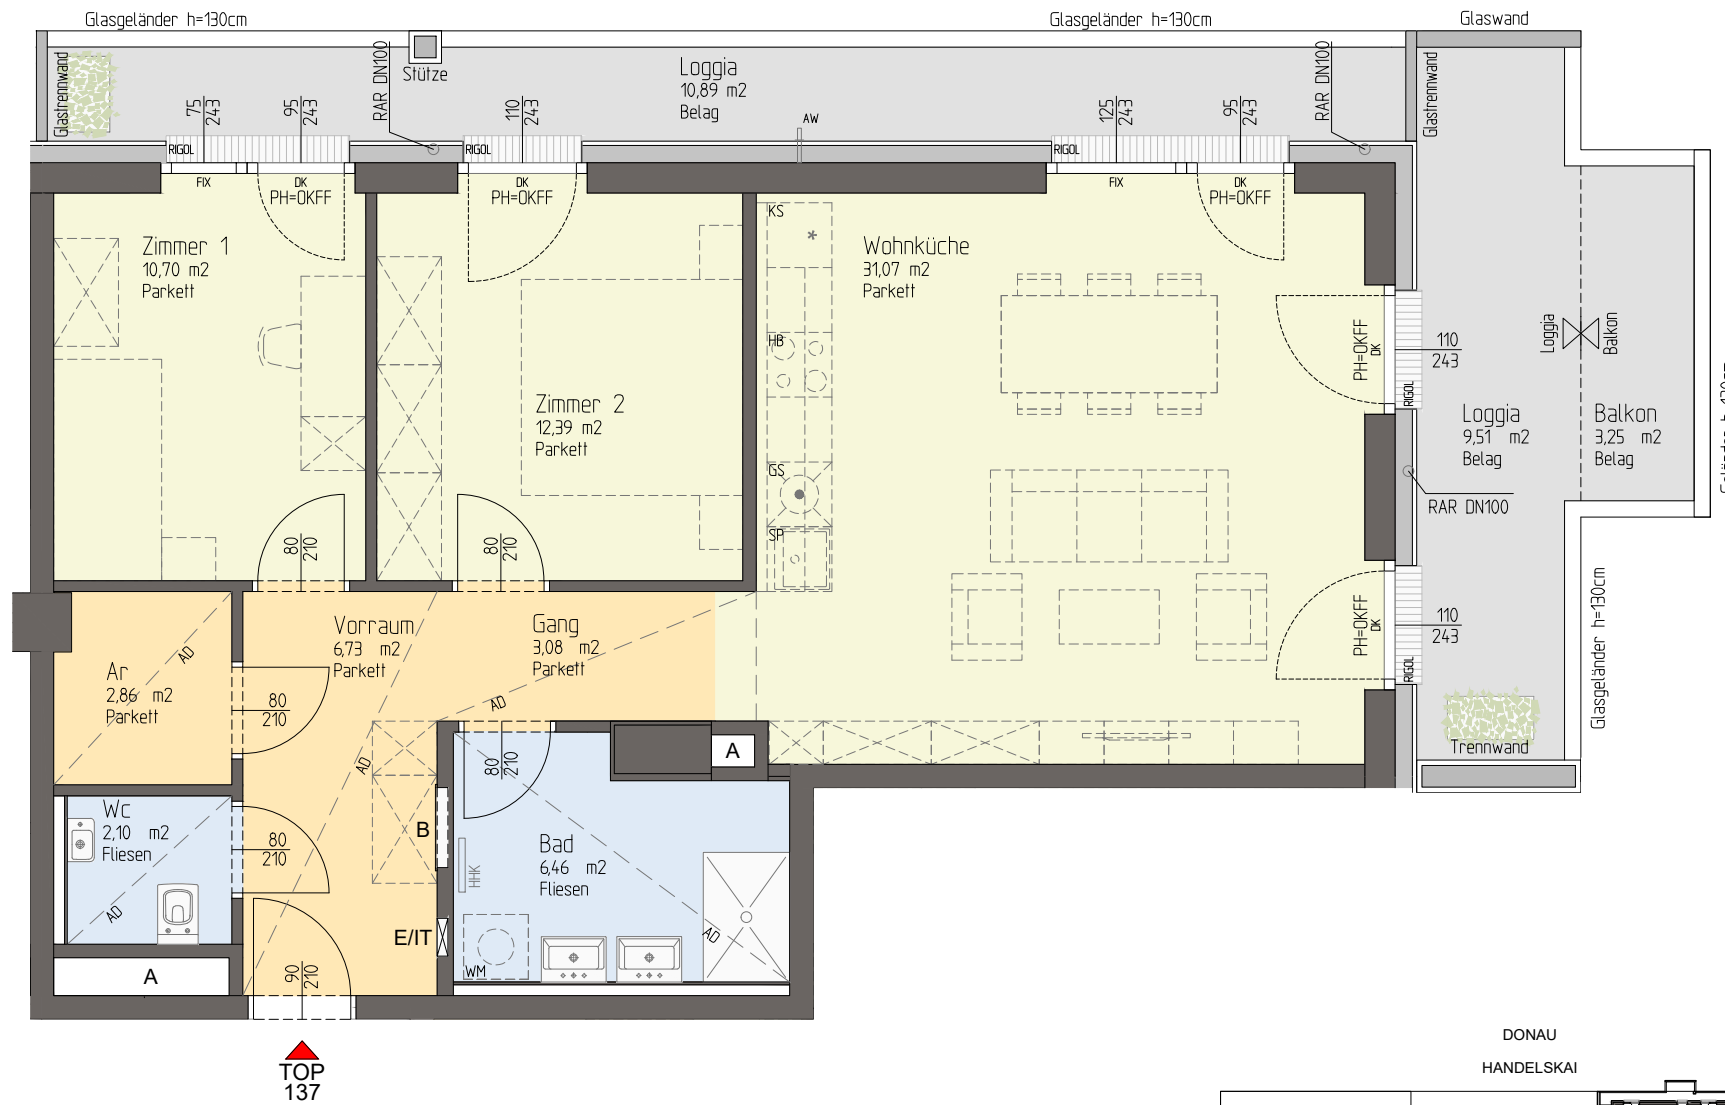 Glasgeländer h=130cm
Glasgeländer h=130cm
Glaswand
Glastrennwand
Stütze
RAR DN100
Loggia
10,89 m2
Belag
RAR DN100
Glastrennwand
75
243
95
243
110
243
AW
125
243
95
243
RIGOL
RIGOL
FIX
DK
PH=OKFF
DK
PH=OKFF
FIX
DK
PH=OKFF
Zimmer 1
10,70 m2
Parkett
Zimmer 2
12,39 m2
Parkett
KS
*
HB
GS
SP
Wohnküche
31,07 m2
Parkett
PH=OKFF
DK
RIGOL
110
243
Loggia
Balkon
Loggia
9,51 m2
Belag
Balkon
3,25 m2
Belag
RAR DN100
PH=OKFF
DK
RIGOL
110
243
Glasgeländer h=130cm
Trennwand
80
210
80
210
Vorraum
6,73 m2
Parkett
Gang
3,08 m2
Parkett
Ar
2,86 m2
Parkett
AD
80
210
AD
AD
80
210
A
Wc
2,10 m2
Fliesen
AD
80
210
B
HHK
Bad
6,46 m2
Fliesen
AD
E/IT
WM
A
90
210
TOP
137
DONAU
HANDELSKAI